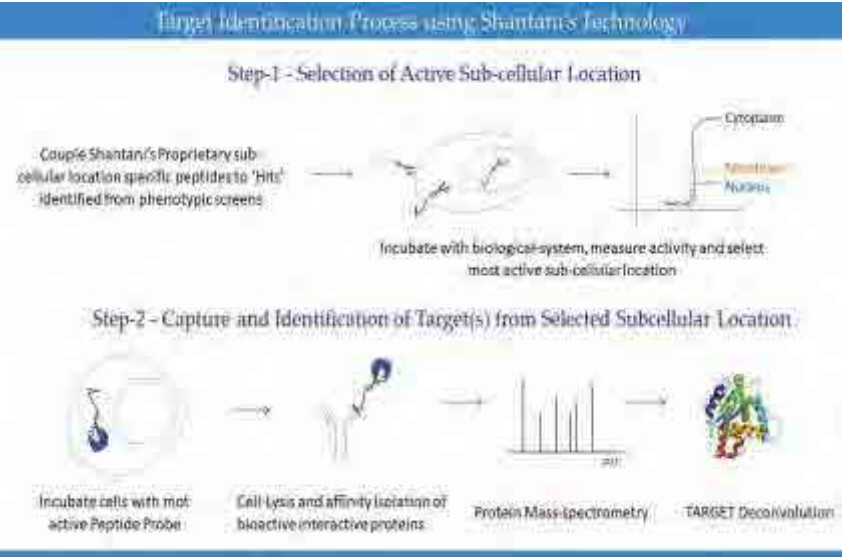 Target Identification Process using Shantani's Technology
Step-1 - Selection of Active Sub-cellular Location
Couple Shantani's Proprietary sub-
cellular location specific peptides to 'Hits'
identified from phenotypic screens
Cytoplasm
Membrane
Nucleus
Incubate with biological-system, measure activity and select
most active sub-cellular location
Step-2 - Capture and Identification of Target(s) from Selected Subcellular Location
m/z
Incubate cells with mot
active Peptide Probe
Cell-Lysis and affinity isolation of
bioactive interactive proteins
Protein Mass-spectrometry
TARGET Deconvolution